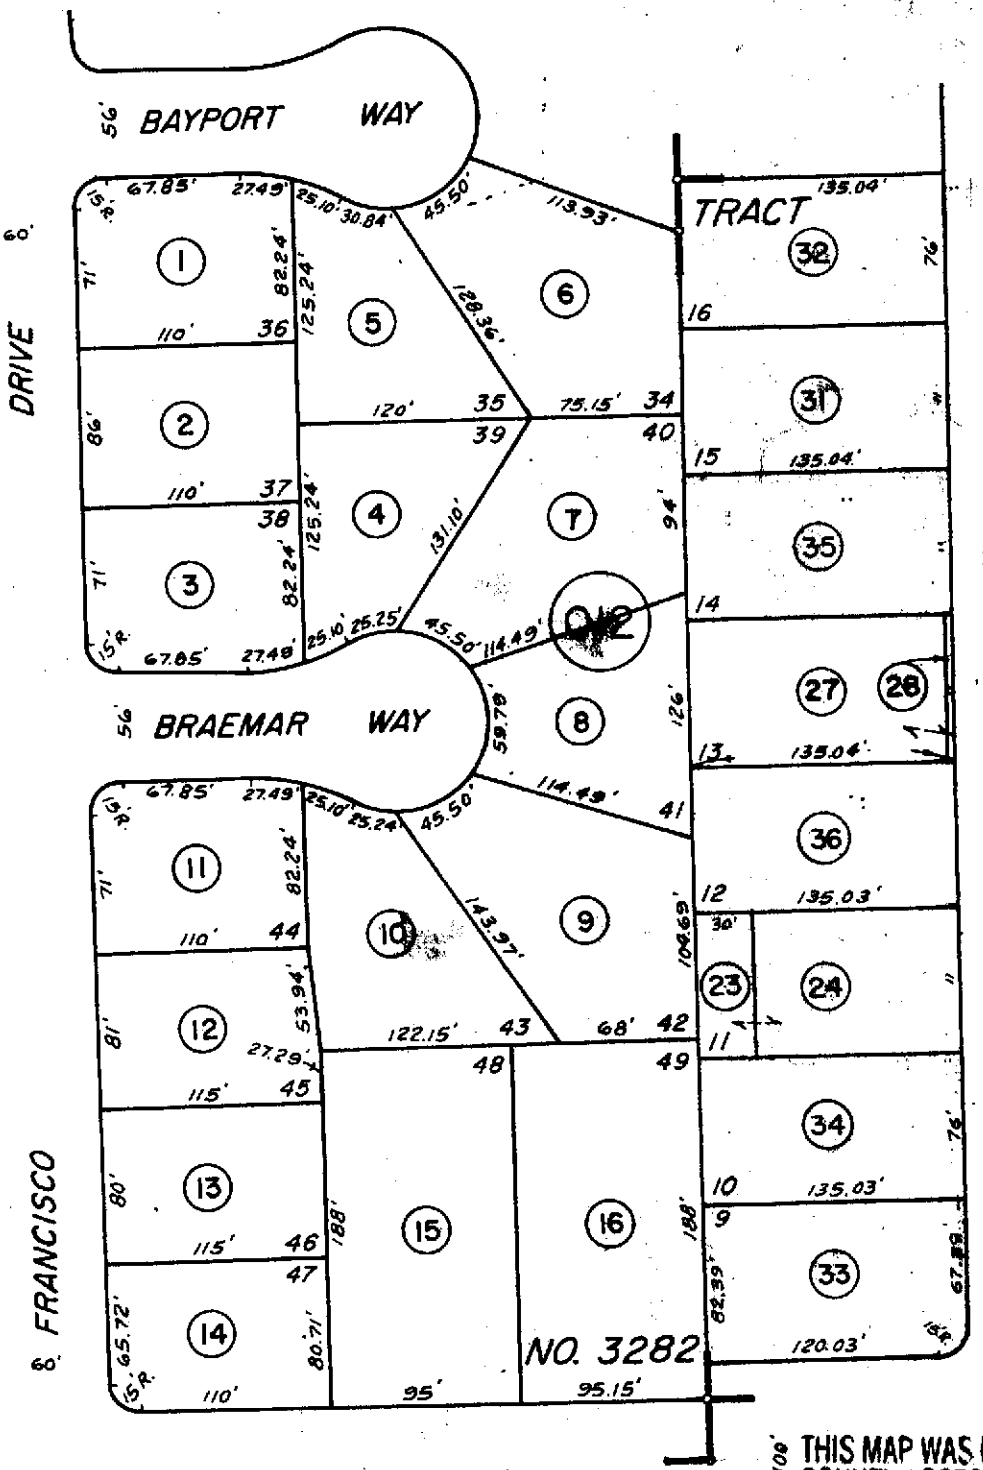 56' BAYPORT WAY
67.85' 27.49' 25.10' 30.84' 45.50' 113.93' 135.04'
15'R. TRACT
60'
DRIVE
71' 1 82.24' 125.24' 5 128.36' 6 32 76'
110' 36 16
86' 2 120' 35 75.15' 34 31 "
39 40 15 135.04'
110' 37
38 125.24' 4 131.10' 7 94' 35 "
71' 3 82.24' 14
15'R. 25.10' 25.25' 45.50' 114.49'
67.85' 27.49' 27 28
56' BRAEMAR WAY 59.78' 8 126' 13 135.04'
67.85' 27.49' 25.10' 25.24' 45.50' 114.49' 41
15'R. 36
71' 11 82.24' 143.97' 12 135.03'
110' 44 10 9 104.69' 30'
53.94' 23 24 "
81' 12 122.15' 43 68' 42 11
27.29' 48 49
115' 45 34 76'
80' 13 188' 15 16 188' 10 135.03'
9
115' 46 82.39' 33 67.39'
60' FRANCISCO 47
65.72' 14 80.71' NO. 3282 120.03' 15'R.
15'R. 110' 95' 95.15'
THIS MAP WAS